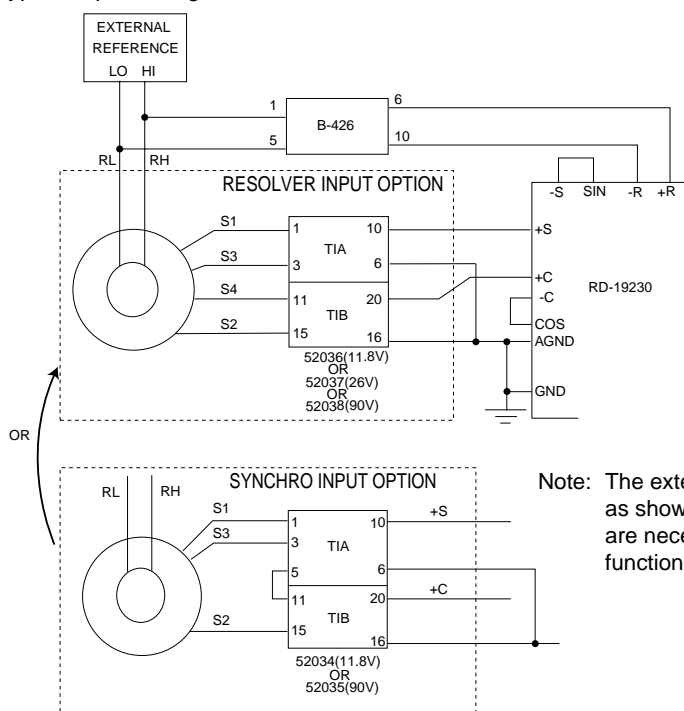 EXTERNAL
REFERENCE
LO HI
1
6
B-426
5
10
RL RH
RESOLVER INPUT OPTION
-S SIN -R +R
S1
1
10
+S
TIA
S3
3
6
+C
S4
11
20
-C
RD-19230
TIB
COS
S2
15
16
AGND
52036(11.8V)
OR
52037(26V)
OR
52038(90V)
GND
OR
SYNCHRO INPUT OPTION
RL RH
S1
1
10
+S
S3
3
TIA
5
6
11
20
+C
TIB
S2
15
16
52034(11.8V)
OR
52035(90V)
Note: The exte
as show
are nece
function